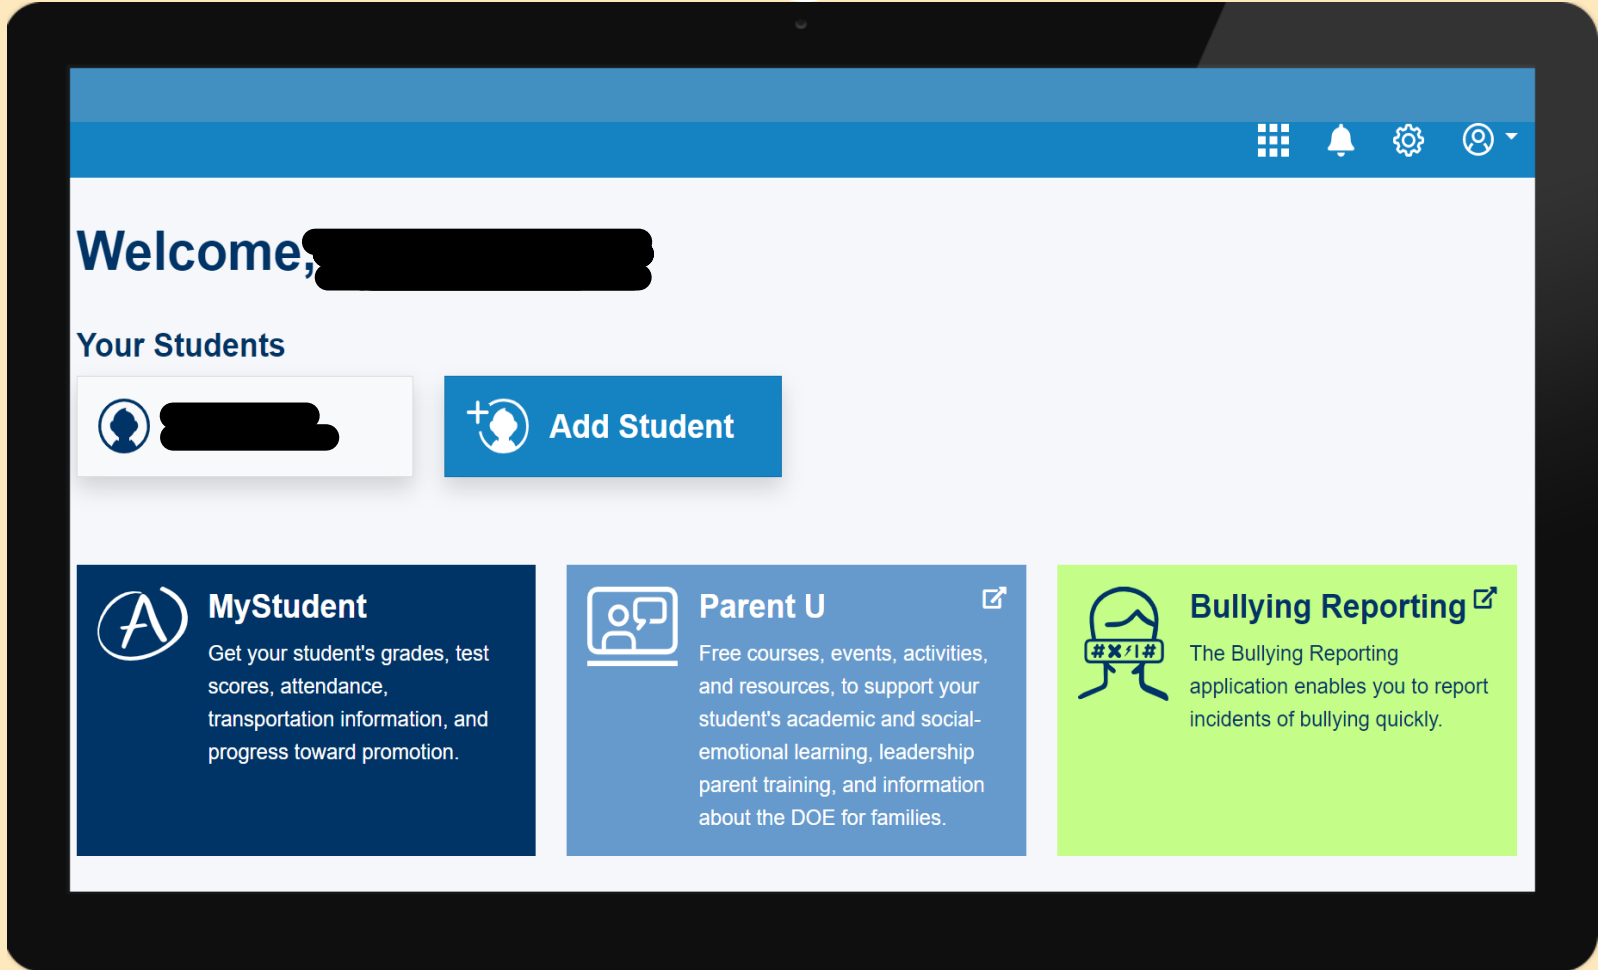 Welcome,
Your Students
Add Student
MyStudent
Get your student's grades, test
scores, attendance,
transportation information, and
progress toward promotion.
Parent U
Free courses, events, activities,
and resources, to support your
student's academic and social-
emotional learning, leadership
parent training, and information
about the DOE for families.
#X⚡!#
Bullying Reporting
The Bullying Reporting
application enables you to report
incidents of bullying quickly.